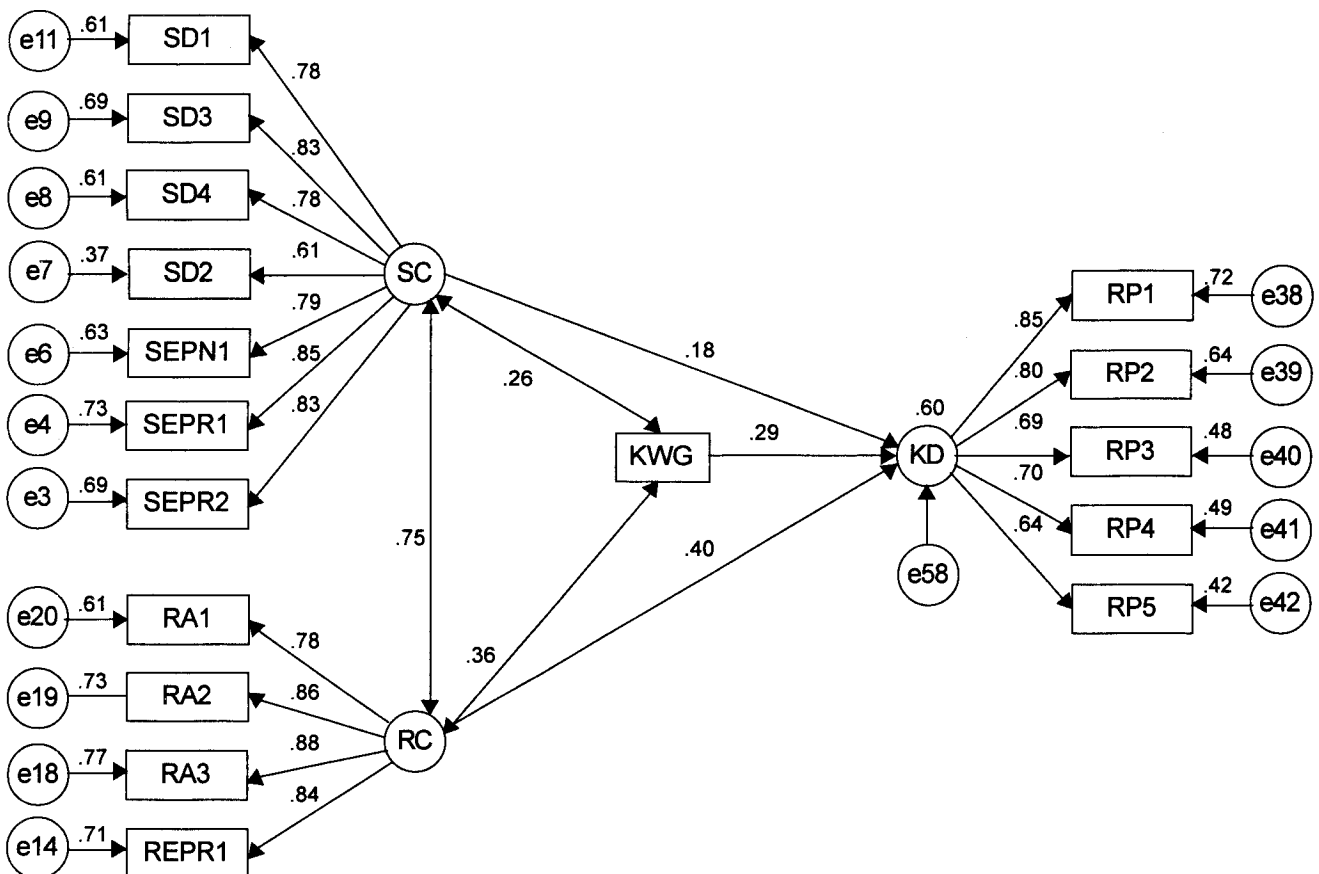 e11 .61 SD1
.78
e9 .69 SD3
.83
e8 .61 SD4
.78
e7 .37 SD2
.61
SC
e6 .63 SEPN1
.79
e4 .73 SEPR1
.85
e3 .69 SEPR2
.83
.18
.26
.75
KWG
.29
.36
.40
e20 .61 RA1
.78
e19 .73 RA2
.86
RC
e18 .77 RA3
.88
e14 .71 REPR1
.84
.60
KD
e58
.85
RP1 .72 e38
.80
RP2 .64 e39
.69
RP3 .48 e40
.70
RP4 .49 e41
.64
RP5 .42 e42